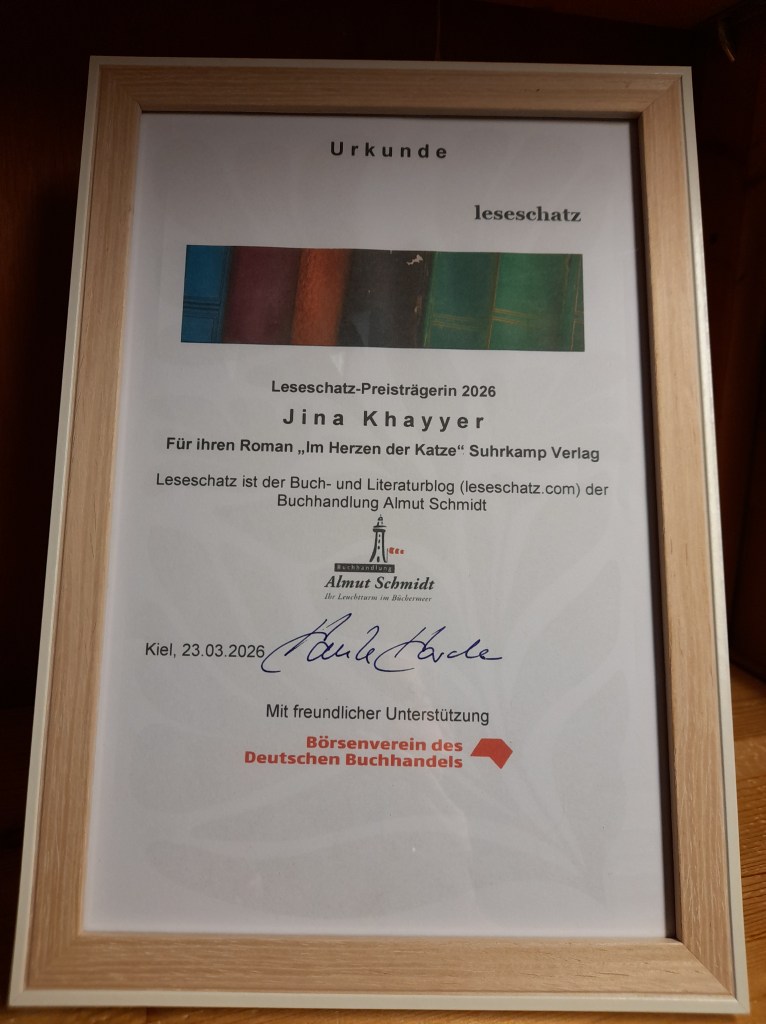 Urkunde
leseschatz
Leseschatz-Preisträgerin 2026
Jina Khayyer
Für ihren Roman „Im Herzen der Katze“ Suhrkamp Verlag
Leseschatz ist der Buch- und Literaturblog (leseschatz.com) der
Buchhandlung Almut Schmidt
Buchhandlung
Almut Schmidt
Ihr Leuchtturm im Büchermeer
Kiel, 23.03.2026
Mit freundlicher Unterstützung
Börsenverein des
Deutschen Buchhandels